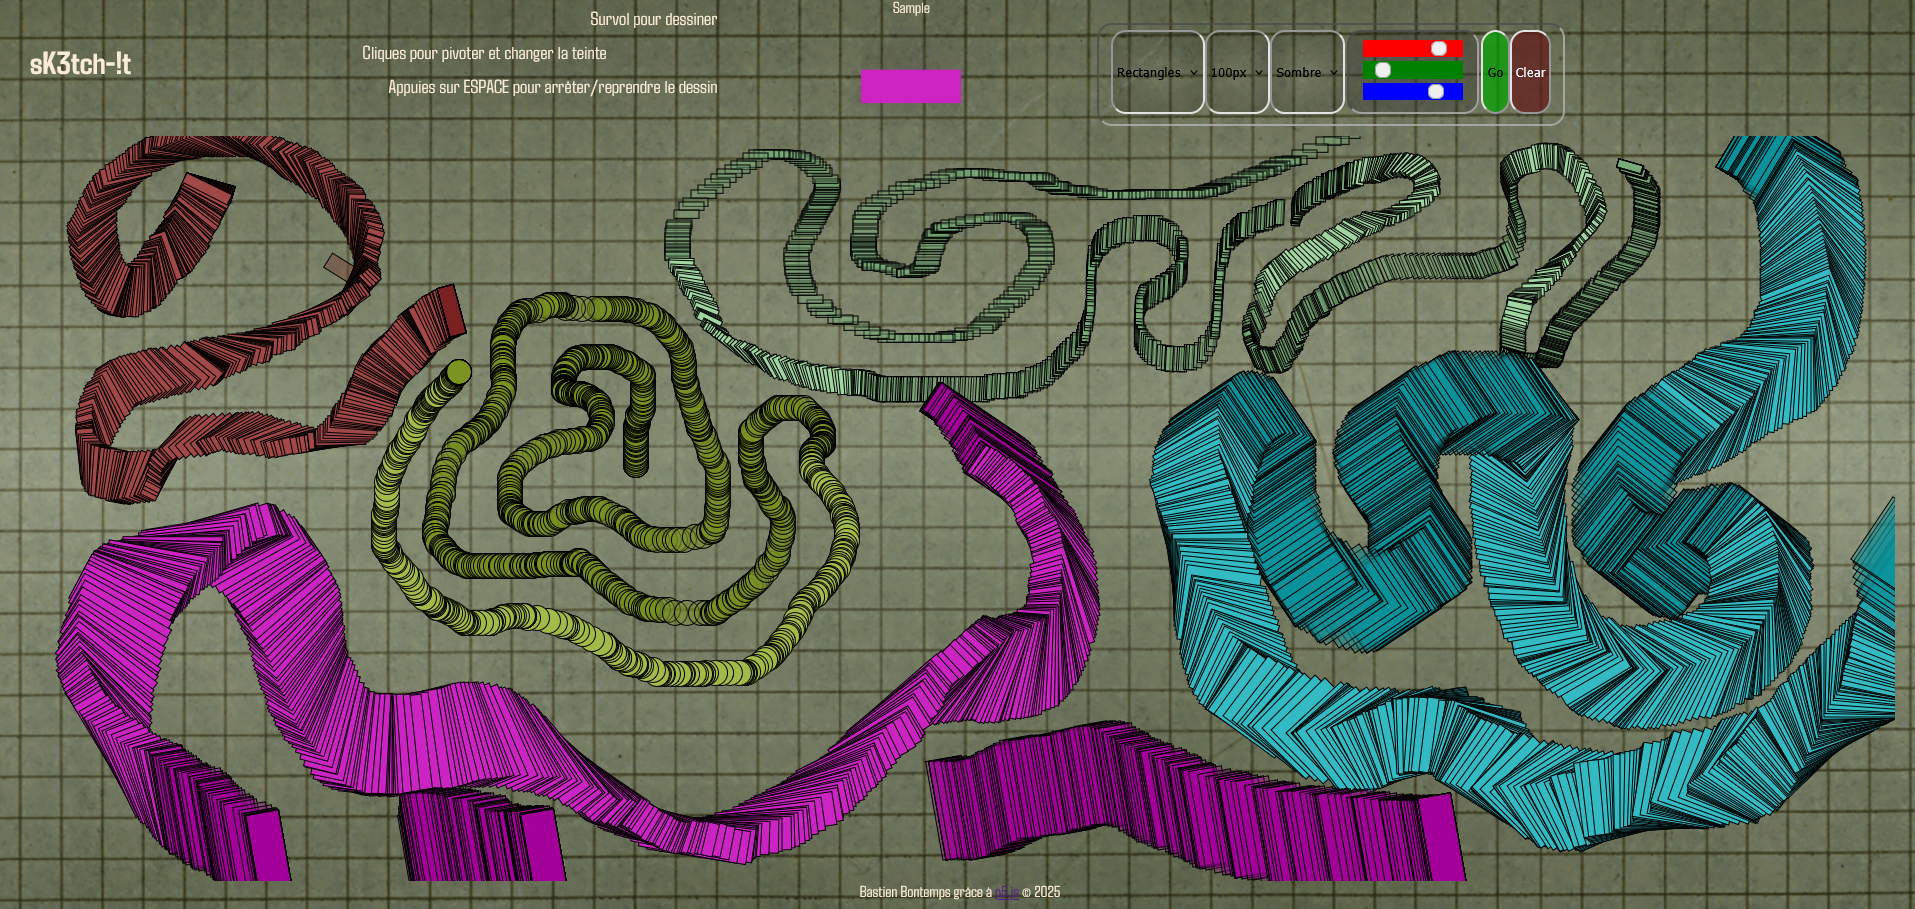 Sample
Survol pour dessiner
sK3tch-!t
Cliques pour pivoter et changer la teinte
Appuies sur ESPACE pour arrêter/reprendre le dessin
Rectangles
100px
Sombre
Go
Clear
Bastien Bontemps grâce à p5.js © 2025